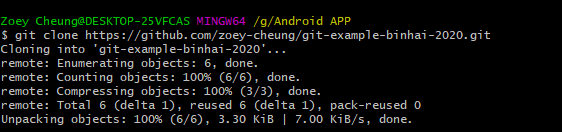 Zoey Cheung@DESKTOP-25VFCAS MINGW64 /g/Android APP
$ git clone https://github.com/zoey-cheung/git-example-binhai-2020.git
Cloning into 'git-example-binhai-2020'...
remote: Enumerating objects: 6, done.
remote: Counting objects: 100% (6/6), done.
remote: Compressing objects: 100% (3/3), done.
remote: Total 6 (delta 1), reused 6 (delta 1), pack-reused 0
Unpacking objects: 100% (6/6), 3.30 KiB | 7.00 KiB/s, done.